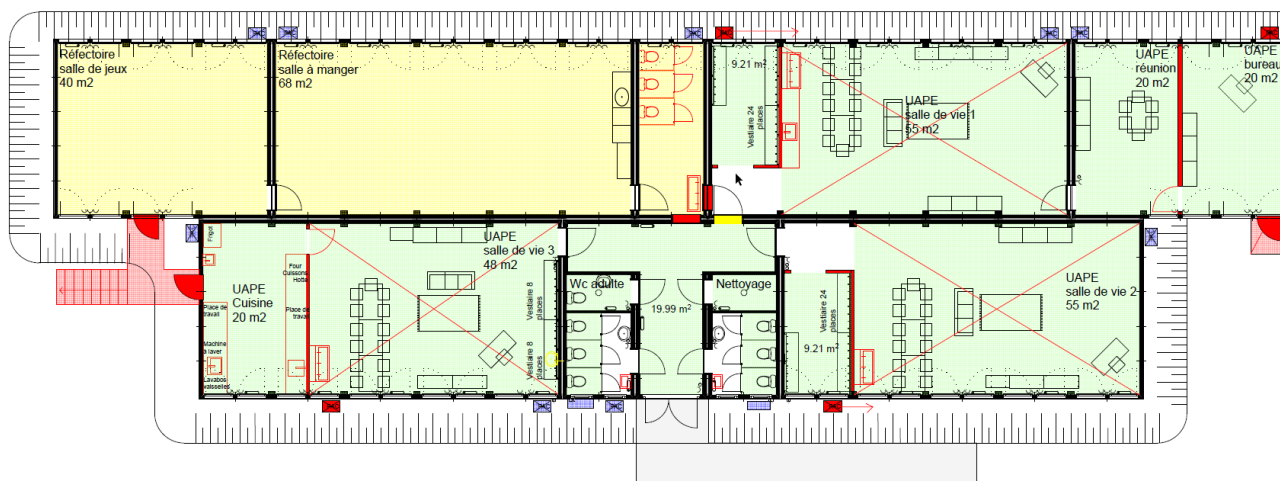 Réfectoire
salle de jeux
40 m2
Réfectoire
salle à manger
68 m2
9.21 m²
Vestiaire 24
places
UAPE
salle de vie 1
55 m2
UAPE
réunion
20 m2
UAPE
bureau
20 m2
Frigot
UAPE
Cuisine
20 m2
Four
Cuissons
Hotte
Place de
travail
Place de
travail
Machine
à laver
Lavabos
vaisselles
UAPE
salle de vie 3
48 m2
Vestiaire 8
places
Vestiaire 8
places
Wc adulte
19.99 m²
Nettoyage
Vestiaire 24
places
9.21 m²
UAPE
salle de vie 2
55 m2